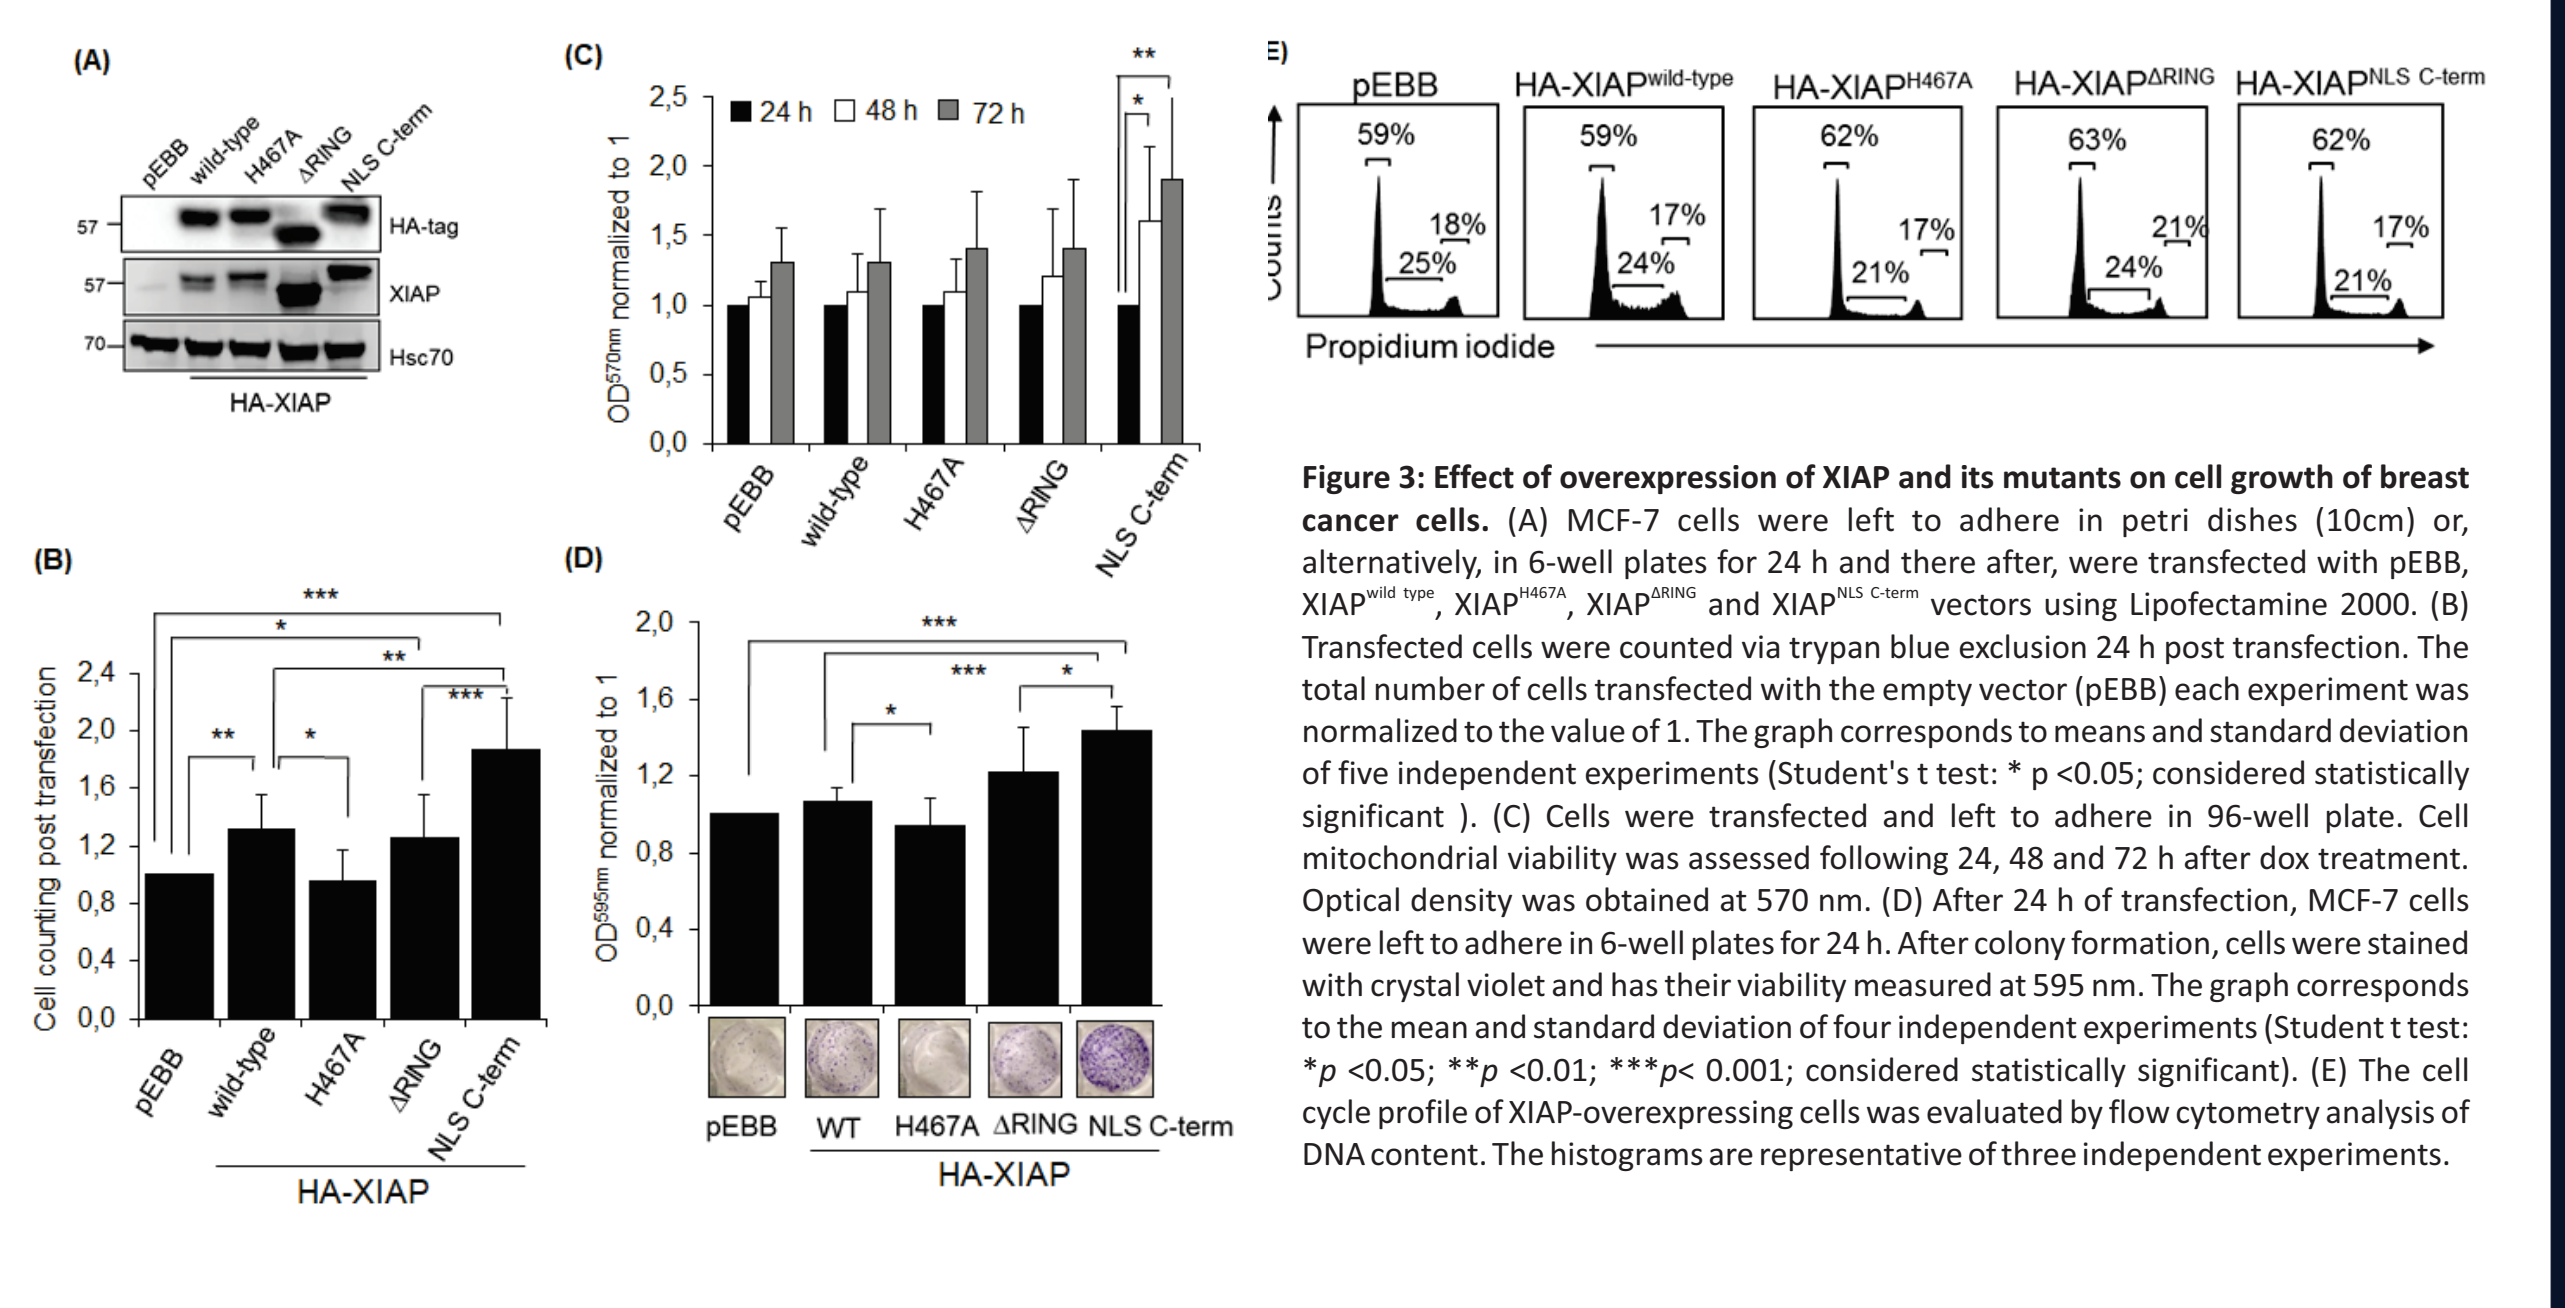 (A)
pEBB
wild-type
H467A
ΔRING
NLS C-term
57
HA-tag
57
XIAP
70
Hsc70
HA-XIAP
(B)
Cell counting post transfection
***
*
**
***
**
*
2,4
2,0
1,6
1,2
0,8
0,4
0,0
pEBB
wild-type
H467A
ΔRING
NLS C-term
HA-XIAP
(C)
OD570nm normalized to 1
24 h 48 h 72 h
**
*
2,5
2,0
1,5
1,0
0,5
0,0
pEBB
wild-type
H467A
ΔRING
NLS C-term
(D)
OD595nm normalized to 1
***
***
*
*
2,0
1,6
1,2
0,8
0,4
0,0
pEBB WT H467A ΔRING NLS C-term
HA-XIAP
E)
pEBB HA-XIAPwild-type HA-XIAPH467A HA-XIAPΔRING HA-XIAPNLS C-term
59% 59% 62% 63% 62%
18% 17% 17% 21% 17%
25% 24% 21% 24% 21%
Propidium iodide
Figure 3: Effect of overexpression of XIAP and its mutants on cell growth of breast
cancer cells. (A) MCF-7 cells were left to adhere in petri dishes (10cm) or,
alternatively, in 6-well plates for 24 h and there after, were transfected with pEBB,
XIAPwild type, XIAPH467A, XIAPΔRING and XIAPNLS C-term vectors using Lipofectamine 2000. (B)
Transfected cells were counted via trypan blue exclusion 24 h post transfection. The
total number of cells transfected with the empty vector (pEBB) each experiment was
normalized to the value of 1. The graph corresponds to means and standard deviation
of five independent experiments (Student's t test: * p <0.05; considered statistically
significant ). (C) Cells were transfected and left to adhere in 96-well plate. Cell
mitochondrial viability was assessed following 24, 48 and 72 h after dox treatment.
Optical density was obtained at 570 nm. (D) After 24 h of transfection, MCF-7 cells
were left to adhere in 6-well plates for 24 h. After colony formation, cells were stained
with crystal violet and has their viability measured at 595 nm. The graph corresponds
to the mean and standard deviation of four independent experiments (Student t test:
*p <0.05; **p <0.01; ***p< 0.001; considered statistically significant). (E) The cell
cycle profile of XIAP-overexpressing cells was evaluated by flow cytometry analysis of
DNA content. The histograms are representative of three independent experiments.